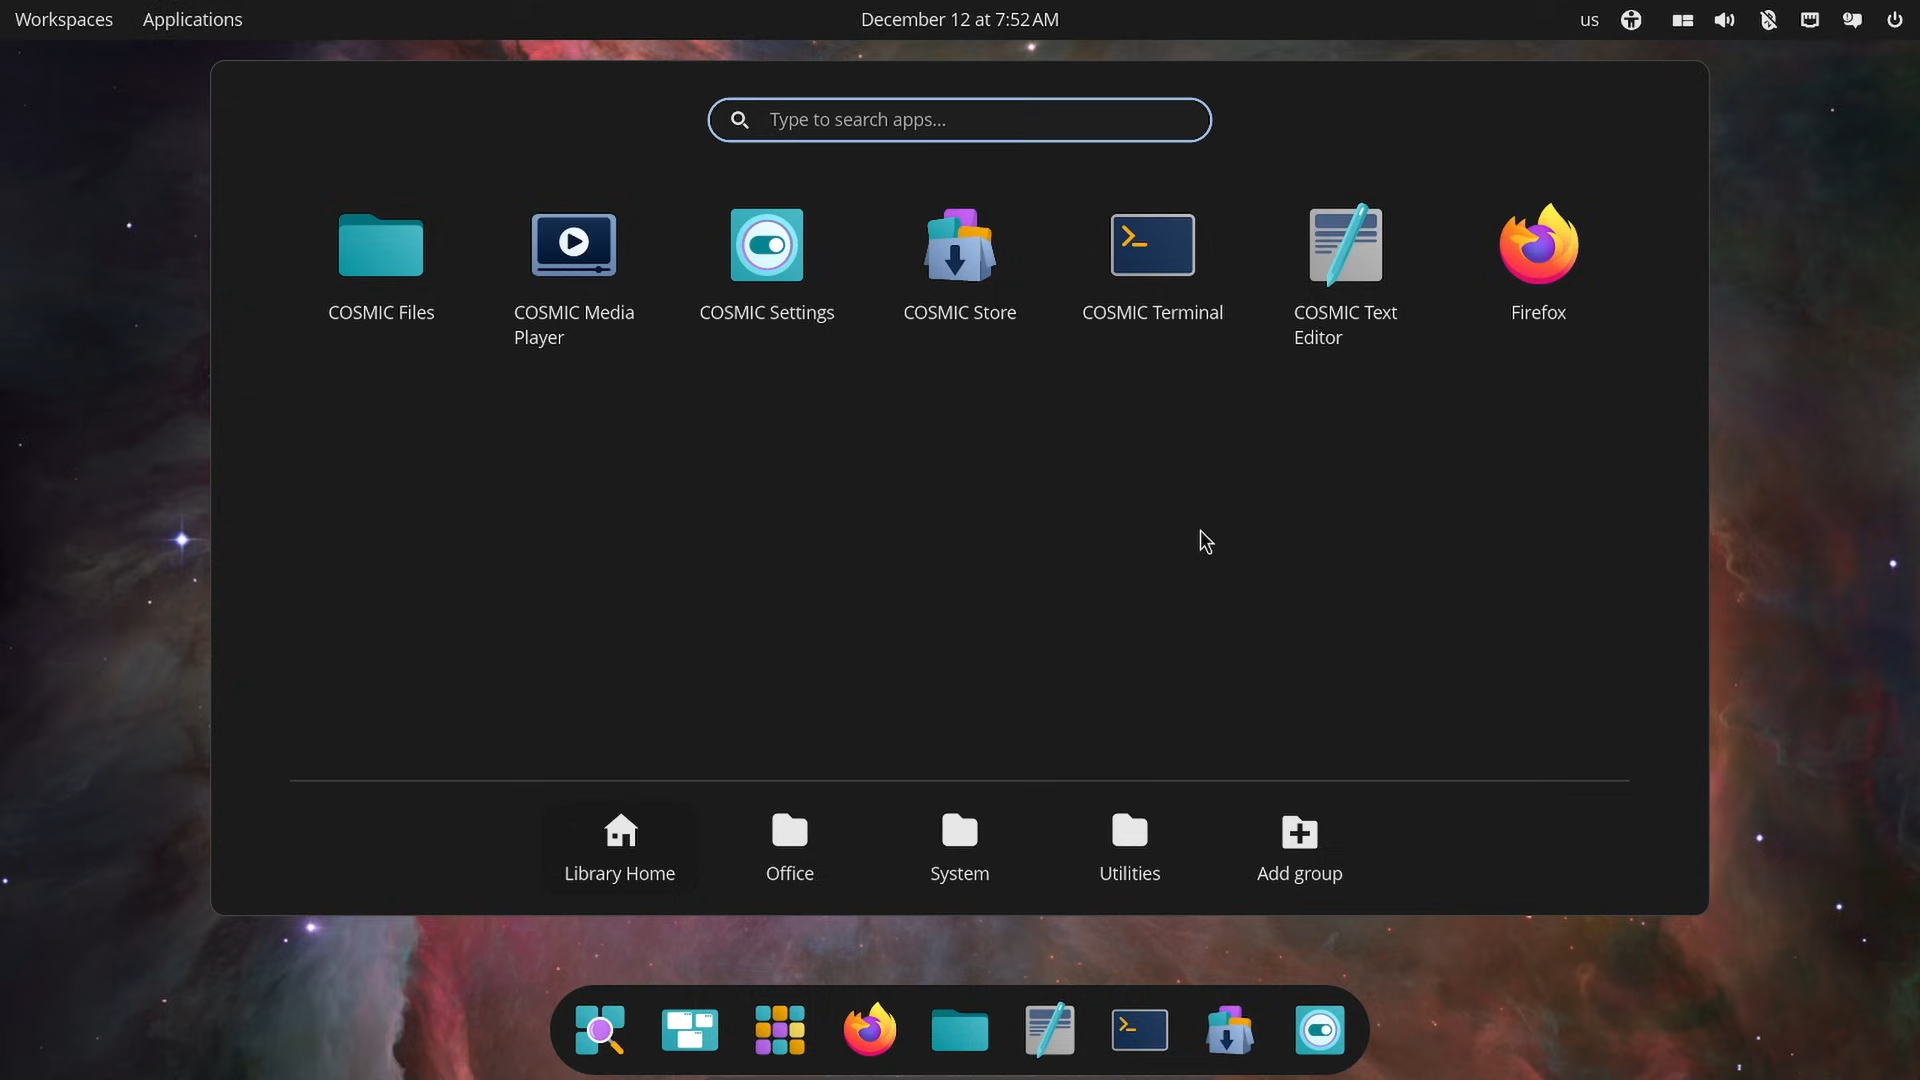 Workspaces Applications December 12 at 7:52 AM us
Type to search apps...
COSMIC Files
COSMIC Media
Player
COSMIC Settings
COSMIC Store
COSMIC Terminal
COSMIC Text
Editor
Firefox
Library Home
Office
System
Utilities
Add group